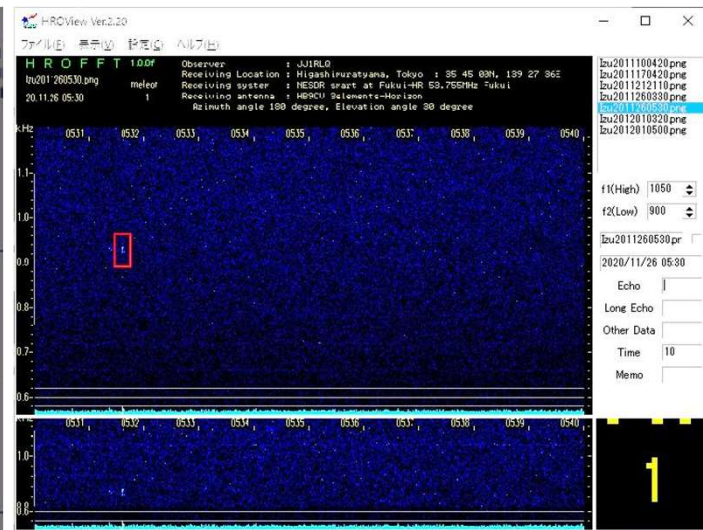 HROView Ver.2.20
ファイル(F) 表示(V) 設定(C) ヘルプ(H)
H R O F F T 1.0.0f
Izu201'260530.png meteor
20.11.26 05:30 1
Observer : JJ1RLQ
Receiving Location : Higashimuratyama, Tokyo : 35 45 00N, 139 27 36E
Receiving system : NESDR smart at Fukui-HR 53.755MHz Fukui
Receiving antenna : HB9CU 3elements-Horizon
Azimuth angle 180 degree, Elevation angle 30 degree
kHz 0531 0532 0533 0534 0535 0536 0537 0538 0539 0540
1.1
1.0
0.9
0.8
0.7
0.6
0531 0532 0533 0534 0535 0536 0537 0538 0539 0540
1.0
Izu2011100420.png
Izu2011170420.png
Izu2011212110.png
Izu2011260330.png
Izu2011260530.png
Izu2012010320.png
Izu2012010500.png
f1(High) 1050
f2(Low) 900
Izu2011260530.pr
2020/11/26 05:30
Echo
Long Echo
Other Data
Time 10
Memo
1